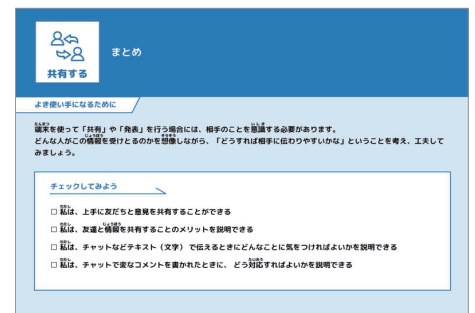 共有する
まとめ
よき使い手になるために
端末を使って「共有」や「発表」を行う場合には、相手のことを意識する必要があります。
どんな人がこの情報を受けとるのかを想像しながら、「どうすれば相手に伝わりやすいかな」ということを考え、工夫して
みましょう。
チェックしてみよう
□ 私は、上手に友だちと意見を共有することができる
□ 私は、友達と情報を共有することのメリットを説明できる
□ 私は、チャットなどテキスト（文字）で伝えるときにどんなことに気をつければよいかを説明できる
□ 私は、チャットで変なコメントを書かれたときに、どう対応すればよいかを説明できる